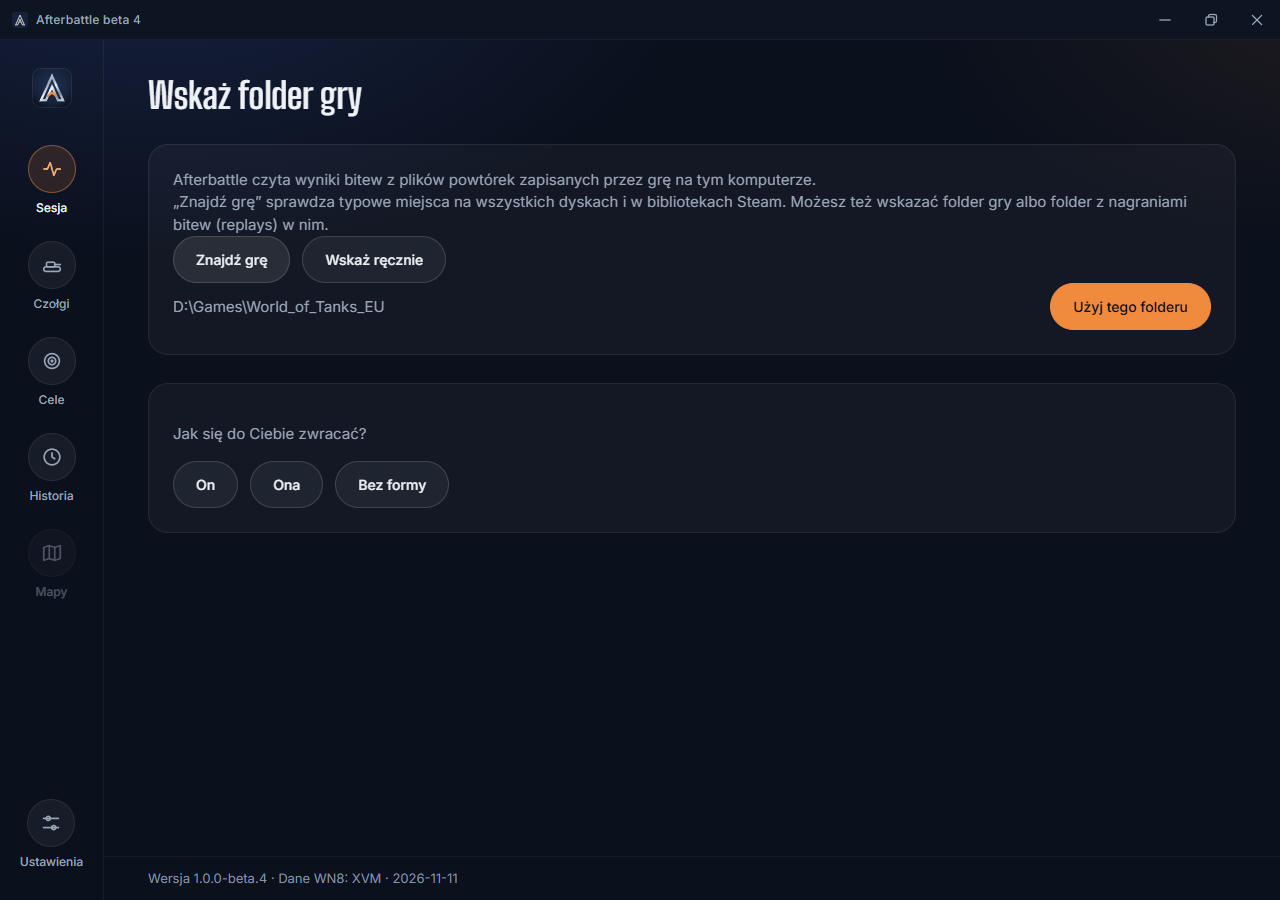 Afterbattle beta 4
Wskaż folder gry
Sesja
Czołgi
Cele
Historia
Mapy
Ustawienia
Afterbattle czyta wyniki bitew z plików powtórek zapisanych przez grę na tym komputerze.
„Znajdź grę” sprawdza typowe miejsca na wszystkich dyskach i w bibliotekach Steam. Możesz też wskazać folder gry albo folder z nagraniami
bitew (replays) w nim.
Znajdź grę Wskaż ręcznie
D:\Games\World_of_Tanks_EU Użyj tego folderu
Jak się do Ciebie zwracać?
On Ona Bez formy
Wersja 1.0.0-beta.4 · Dane WN8: XVM · 2026-11-11